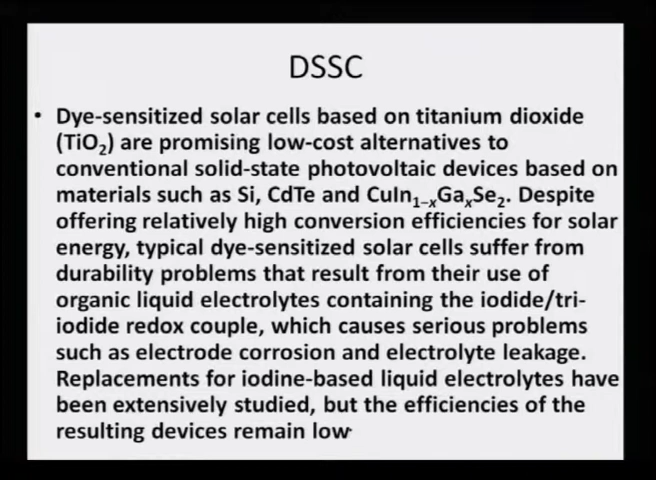 DSSC
• Dye-sensitized solar cells based on titanium dioxide
(TiO₂) are promising low-cost alternatives to
conventional solid-state photovoltaic devices based on
materials such as Si, CdTe and CuIn₁₋ₓGaₓSe₂. Despite
offering relatively high conversion efficiencies for solar
energy, typical dye-sensitized solar cells suffer from
durability problems that result from their use of
organic liquid electrolytes containing the iodide/tri-
iodide redox couple, which causes serious problems
such as electrode corrosion and electrolyte leakage.
Replacements for iodine-based liquid electrolytes have
been extensively studied, but the efficiencies of the
resulting devices remain low